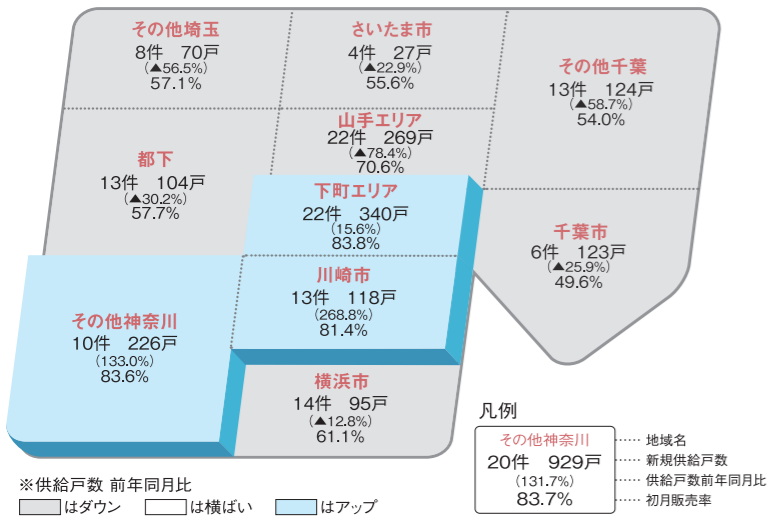 その他埼玉
8件 70戸
(▲56.5%)
57.1%
さいたま市
4件 27戸
(▲22.9%)
55.6%
その他千葉
13件 124戸
(▲58.7%)
54.0%
山手エリア
22件 269戸
(▲78.4%)
70.6%
都下
13件 104戸
(▲30.2%)
57.7%
下町エリア
22件 340戸
(15.6%)
83.8%
千葉市
6件 123戸
(▲25.9%)
49.6%
川崎市
13件 118戸
(268.8%)
81.4%
その他神奈川
10件 226戸
(133.0%)
83.6%
横浜市
14件 95戸
(▲12.8%)
61.1%
凡例
その他神奈川 地域名
20件 929戸 新規供給戸数
(131.7%) 供給戸数前年同月比
83.7% 初月販売率
※供給戸数 前年同月比
はダウン は横ばい はアップ